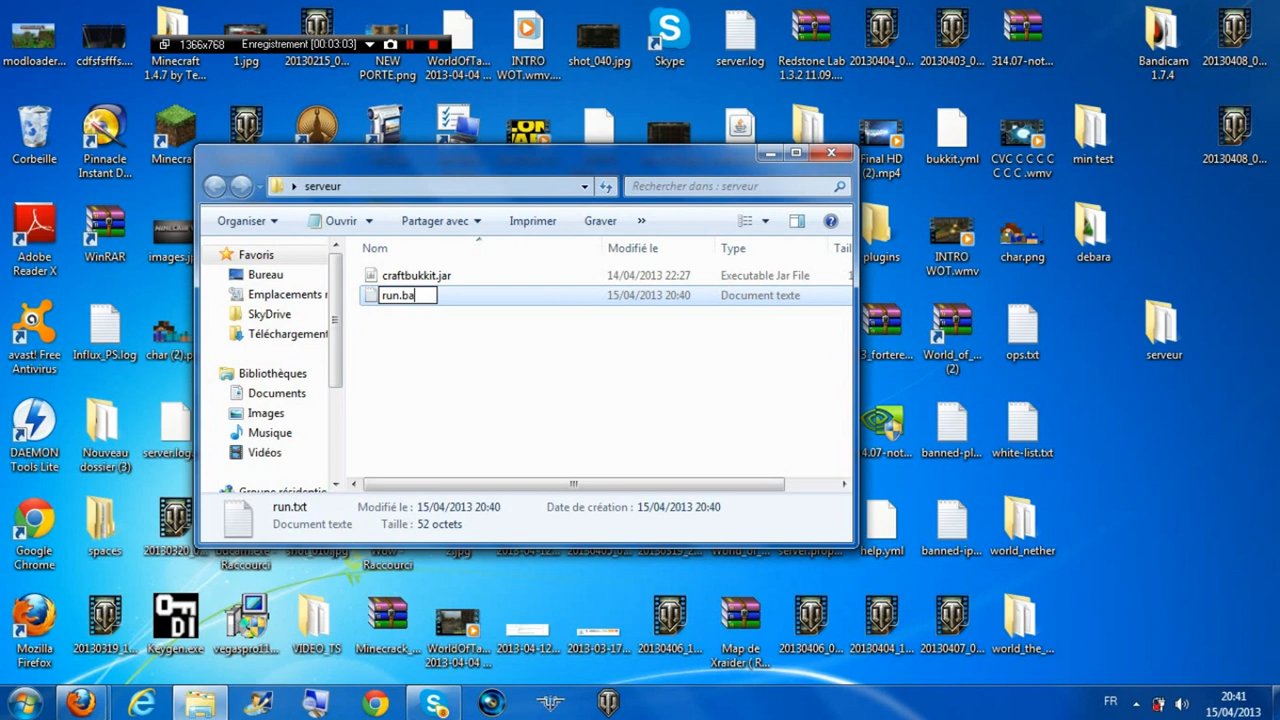 1366x768 Enregistrement [00:03:03]
modloader...
cdfsfsfffs....
Minecraft
1.4.7 by Te...
1.jpg
20130215_0...
NEW
PORTE.png
WorldOfTa...
2013-04-04 ...
INTRO
WOT.wmv....
shot_040.jpg
Skype
server.log
Redstone Lab
1.3.2 11.09....
20130404_0...
20130403_0...
314.07-not...
Bandicam
1.7.4
20130408_0...
Corbeille
Pinnacle
Instant D...
Minecra
Final HD
(2).mp4
bukkit.yml
CVC C C C C
C C C .wmv
min test
20130408_0...
serveur
Rechercher dans : serveur
Organiser
Ouvrir
Partager avec
Imprimer
Graver
»
Nom
Modifié le
Type
Tail
Favoris
Bureau
Emplacements r
SkyDrive
Téléchargement
Bibliothèques
Documents
Images
Musique
Vidéos
Groupe résidentie
craftbukkit.jar
14/04/2013 22:27
Executable Jar File
run.ba
15/04/2013 20:40
Document texte
run.txt
Document texte
Modifié le : 15/04/2013 20:40
Taille : 52 octets
Date de création : 15/04/2013 20:40
Adobe
Reader X
WinRAR
images.j
plugins
INTRO
WOT.wmv
char.png
debara
avast! Free
Antivirus
Influx_PS.log
char (2).p
3_fortere...
World_of_...
(2)
ops.txt
serveur
DAEMON
Tools Lite
Nouveau
dossier (3)
server.log
4.07-not...
banned-pl...
white-list.txt
Google
Chrome
spaces
20130320_0...
Raccourci
Raccourci
help.yml
banned-ip...
world_nether
Mozilla
Firefox
20130319_1...
Keygen.exe
vegaspro11...
VIDEO_TS
Minecrack_...
WorldOfTa...
2013-04-04 ...
2013-04-12...
2013-03-17...
20130406_1...
Map de
Xraider ( R...
20130406_0...
20130404_1...
20130407_0...
world_the_...
FR
20:41
15/04/2013